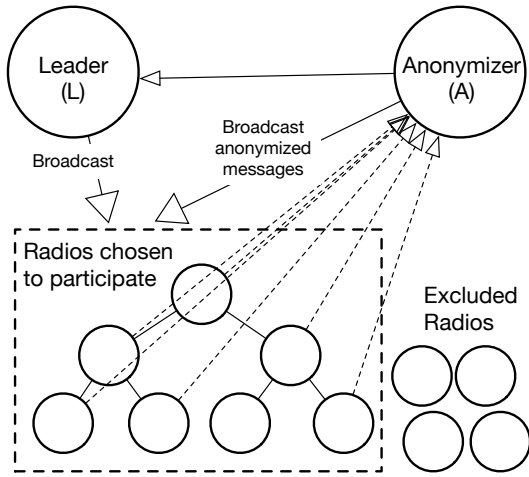 Leader
(L)
Anonymizer
(A)
Broadcast
Broadcast
anonymized
messages
Radios chosen
to participate
Excluded
Radios